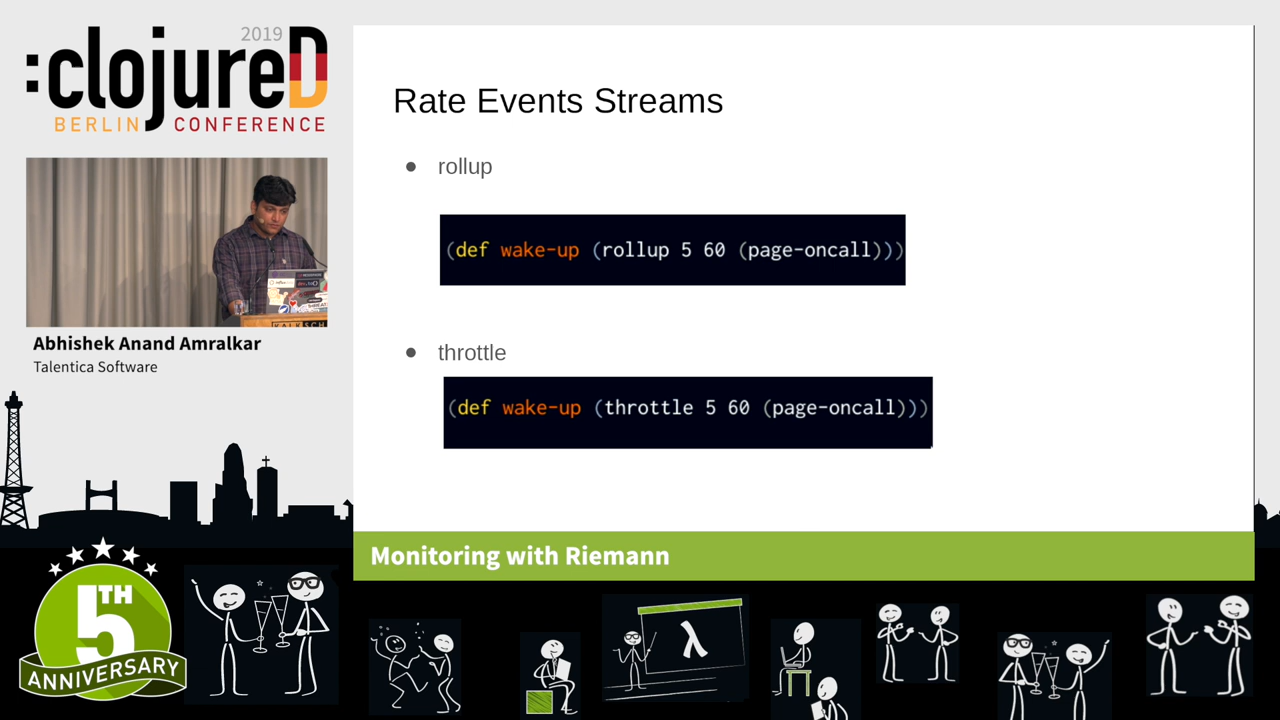 2019
:clojureD
BERLIN CONFERENCE
Abhishek Anand Amralkar
Talentica Software
Rate Events Streams
● rollup
(def wake-up (rollup 5 60 (page-oncall)))
● throttle
(def wake-up (throttle 5 60 (page-oncall)))
Monitoring with Riemann
5TH
ANNIVERSARY
λ